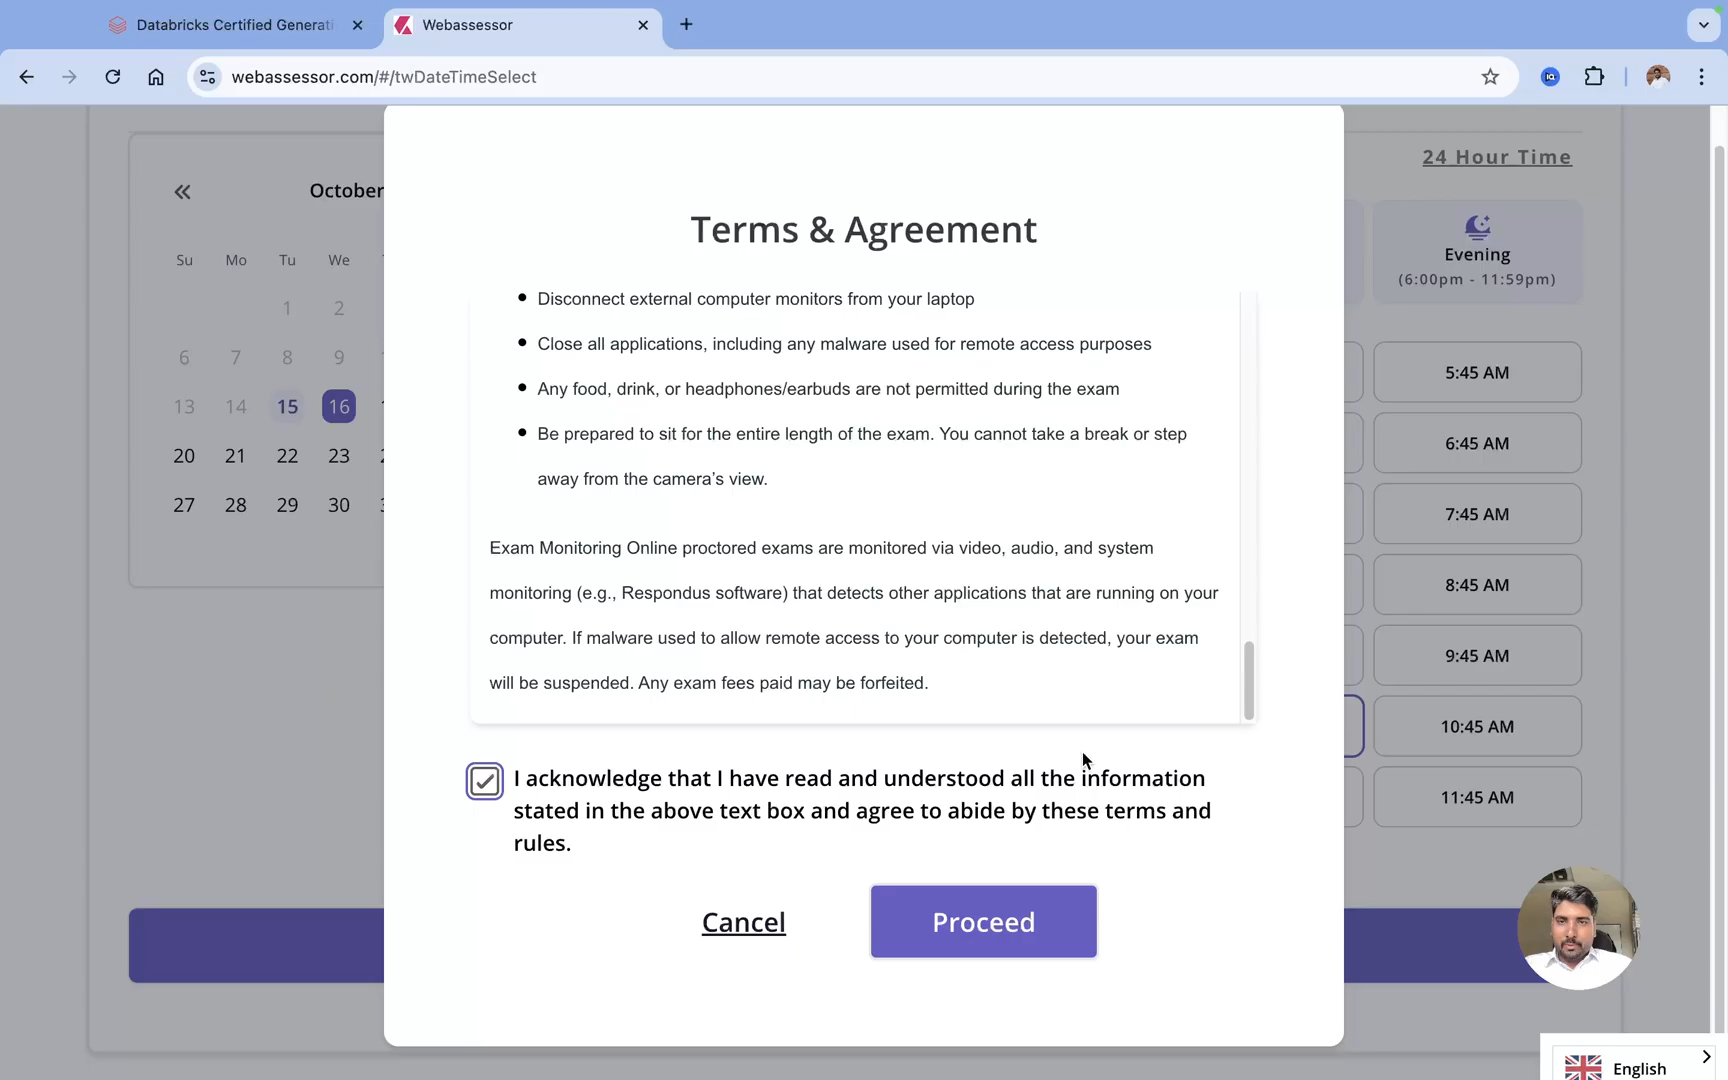 Databricks Certified Generati
Webassessor
webassessor.com/#/twDateTimeSelect
24 Hour Time
October
Su Mo Tu We
1 2
6 7 8 9
13 14 15 16
20 21 22 23
27 28 29 30
Evening
(6:00pm - 11:59pm)
5:45 AM
6:45 AM
7:45 AM
8:45 AM
9:45 AM
10:45 AM
11:45 AM
Terms & Agreement
• Disconnect external computer monitors from your laptop
• Close all applications, including any malware used for remote access purposes
• Any food, drink, or headphones/earbuds are not permitted during the exam
• Be prepared to sit for the entire length of the exam. You cannot take a break or step
away from the camera’s view.
Exam Monitoring Online proctored exams are monitored via video, audio, and system
monitoring (e.g., Respondus software) that detects other applications that are running on your
computer. If malware used to allow remote access to your computer is detected, your exam
will be suspended. Any exam fees paid may be forfeited.
I acknowledge that I have read and understood all the information
stated in the above text box and agree to abide by these terms and
rules.
Cancel
Proceed
English